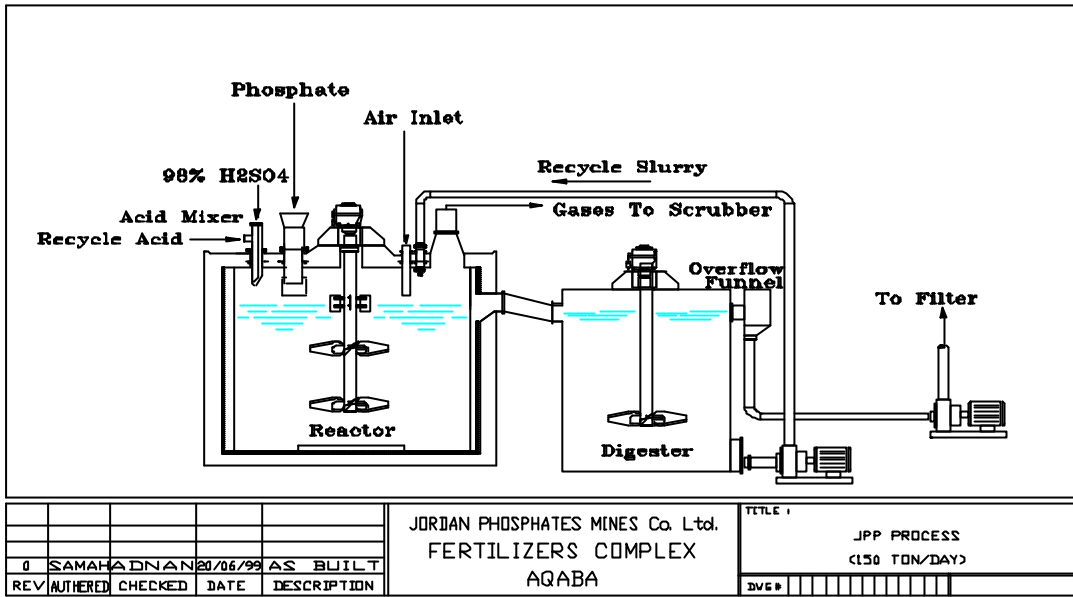 Phosphate
Air Inlet
98% H2SO4
Recycle Slurry
Acid Mixer
Gases To Scrubber
Recycle Acid
Overflow
Funnel
To Filter
Reactor
Digester
JORDAN PHOSPHATES MINES Co. Ltd.
FERTILIZERS COMPLEX
AQABA
TITLE :
JPP PROCESS
(150 TON/DAY)
DWG#
0 SAMAH ADNAN 20/06/99 AS BUILT
REV AUTHERED CHECKED DATE DESCRIPTION